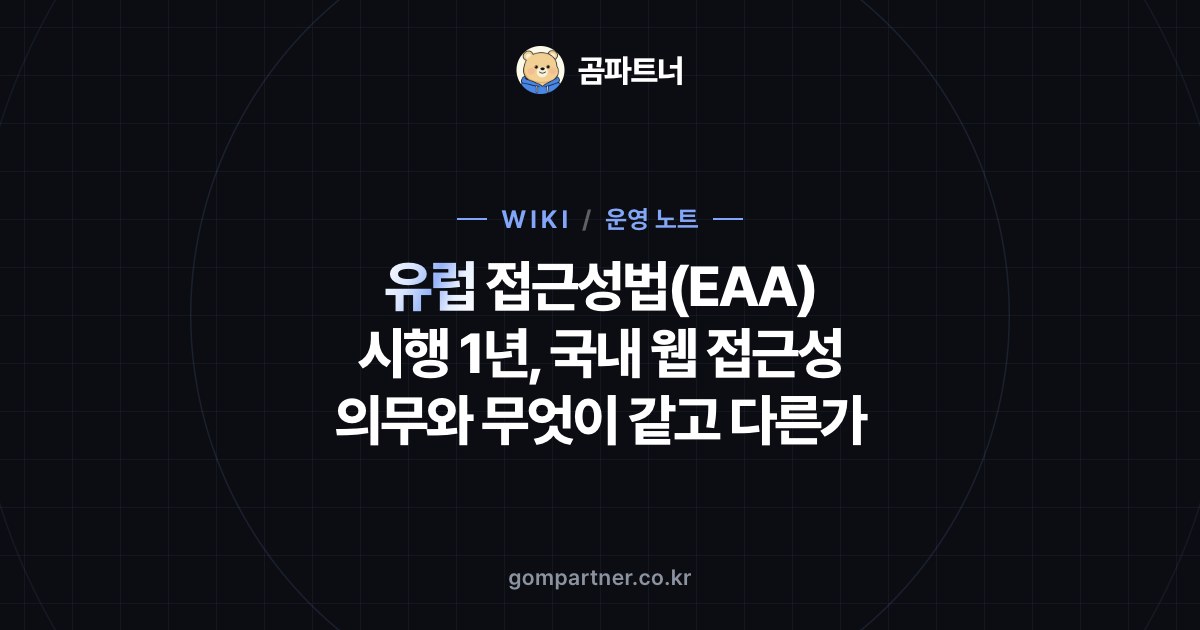 곰파트너
WIKI / 운영 노트
유럽 접근성법(EAA)
시행 1년, 국내 웹 접근성
의무와 무엇이 같고 다른가
gompartner.co.kr